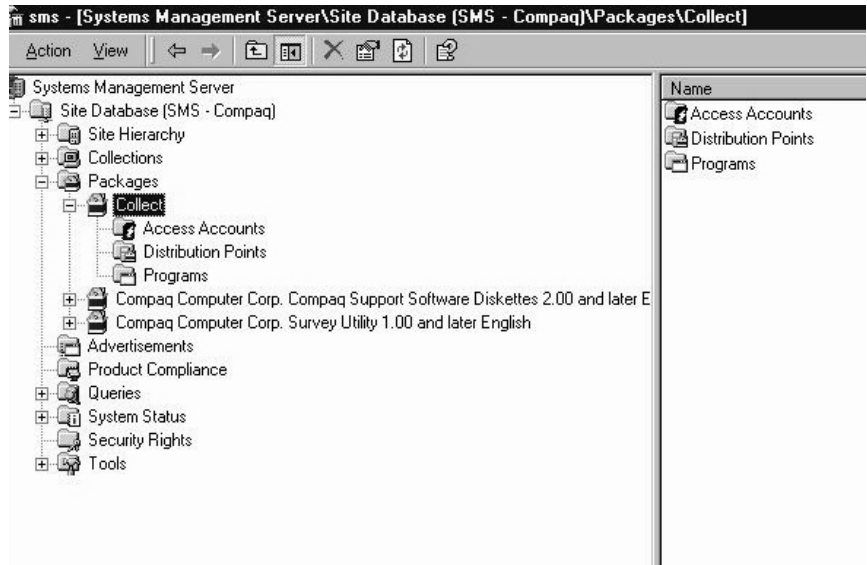 sms - [Systems Management Server\Site Database (SMS - Compaq)\Packages\Collect]
Action View
Systems Management Server
Site Database (SMS - Compaq)
Site Hierarchy
Collections
Packages
Collect
Access Accounts
Distribution Points
Programs
Compaq Computer Corp. Compaq Support Software Diskettes 2.00 and later E
Compaq Computer Corp. Survey Utility 1.00 and later English
Advertisements
Product Compliance
Queries
System Status
Security Rights
Tools
Name
Access Accounts
Distribution Points
Programs